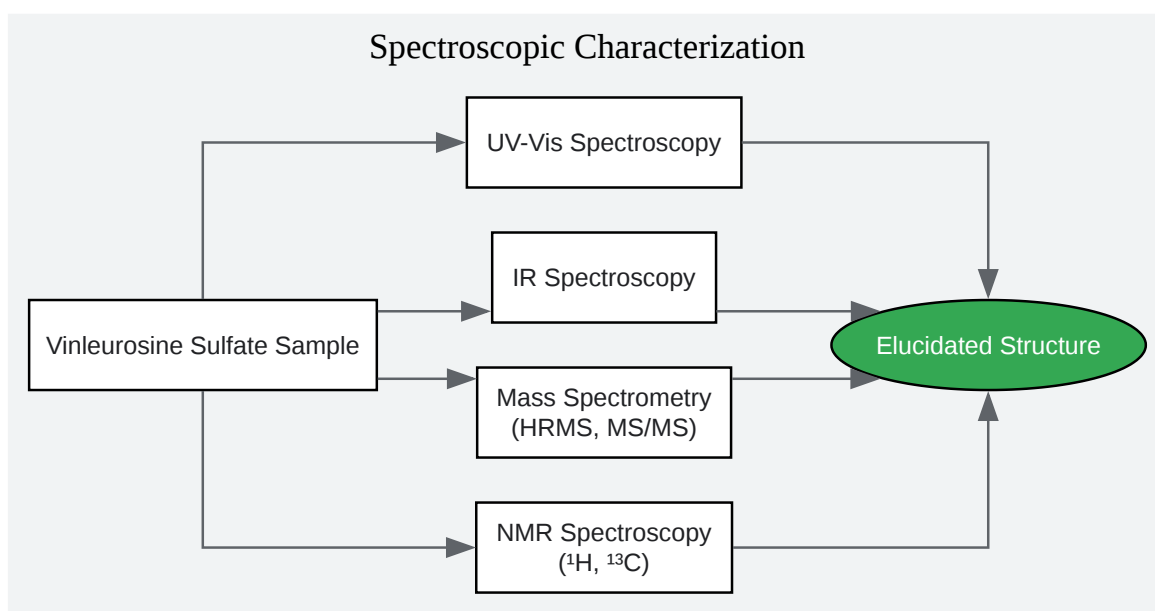 Spectroscopic Characterization
UV-Vis Spectroscopy
IR Spectroscopy
Vinleurosine Sulfate Sample
Elucidated Structure
Mass Spectrometry
(HRMS, MS/MS)
NMR Spectroscopy
(¹H, ¹³C)